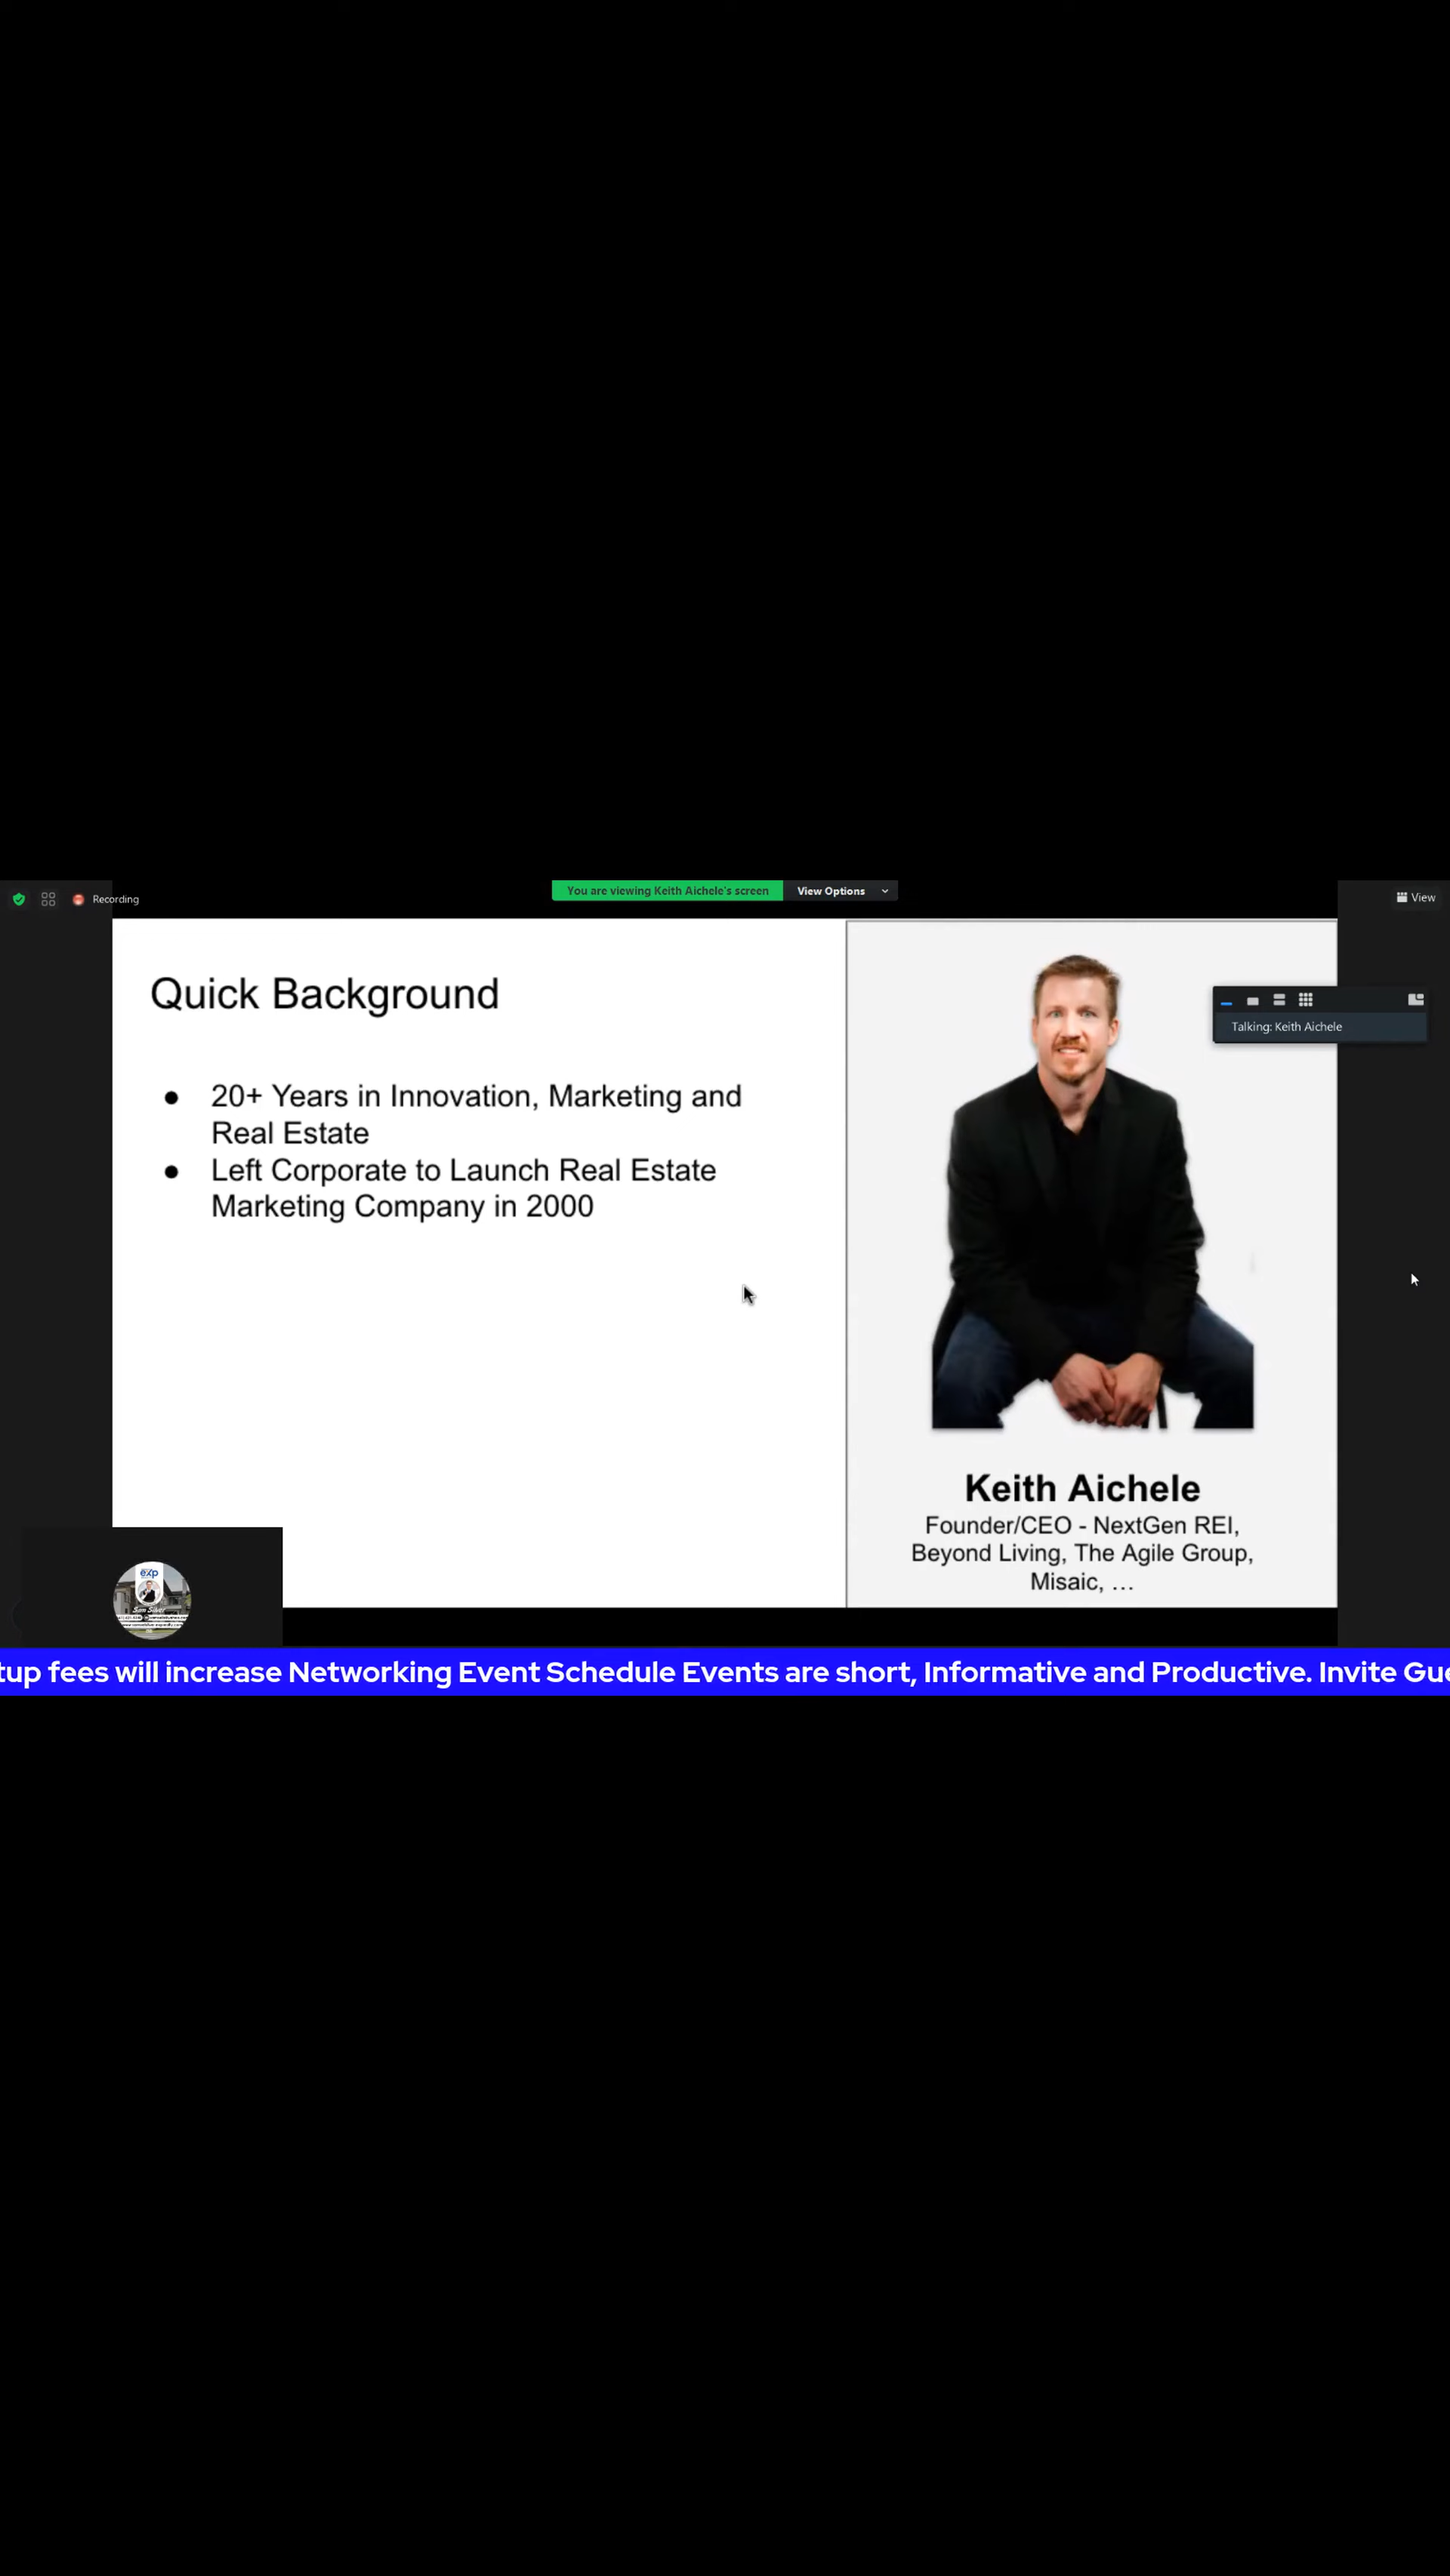 Recording
You are viewing Keith Aichele's screen
View Options
View
Quick Background
● 20+ Years in Innovation, Marketing and
Real Estate
● Left Corporate to Launch Real Estate
Marketing Company in 2000
Talking: Keith Aichele
Keith Aichele
Founder/CEO - NextGen REI,
Beyond Living, The Agile Group,
Misaic, …
exp
tup fees will increase Networking Event Schedule Events are short, Informative and Productive. Invite Gue